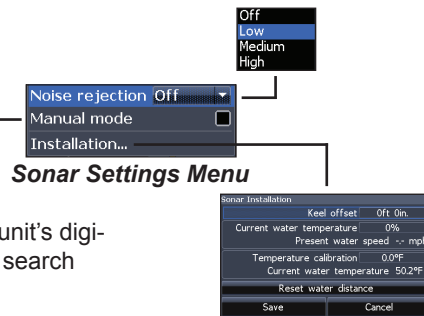 Off
Low
Medium
High
Noise rejection Off
Manual mode
Installation...
Sonar Settings Menu
unit's digi-
search
Sonar Installation
Keel offset 0ft 0in.
Current water temperature 0%
Present water speed -.- mph
Temperature calibration 0.0°F
Current water temperature 50.2°F
Reset water distance
Save Cancel